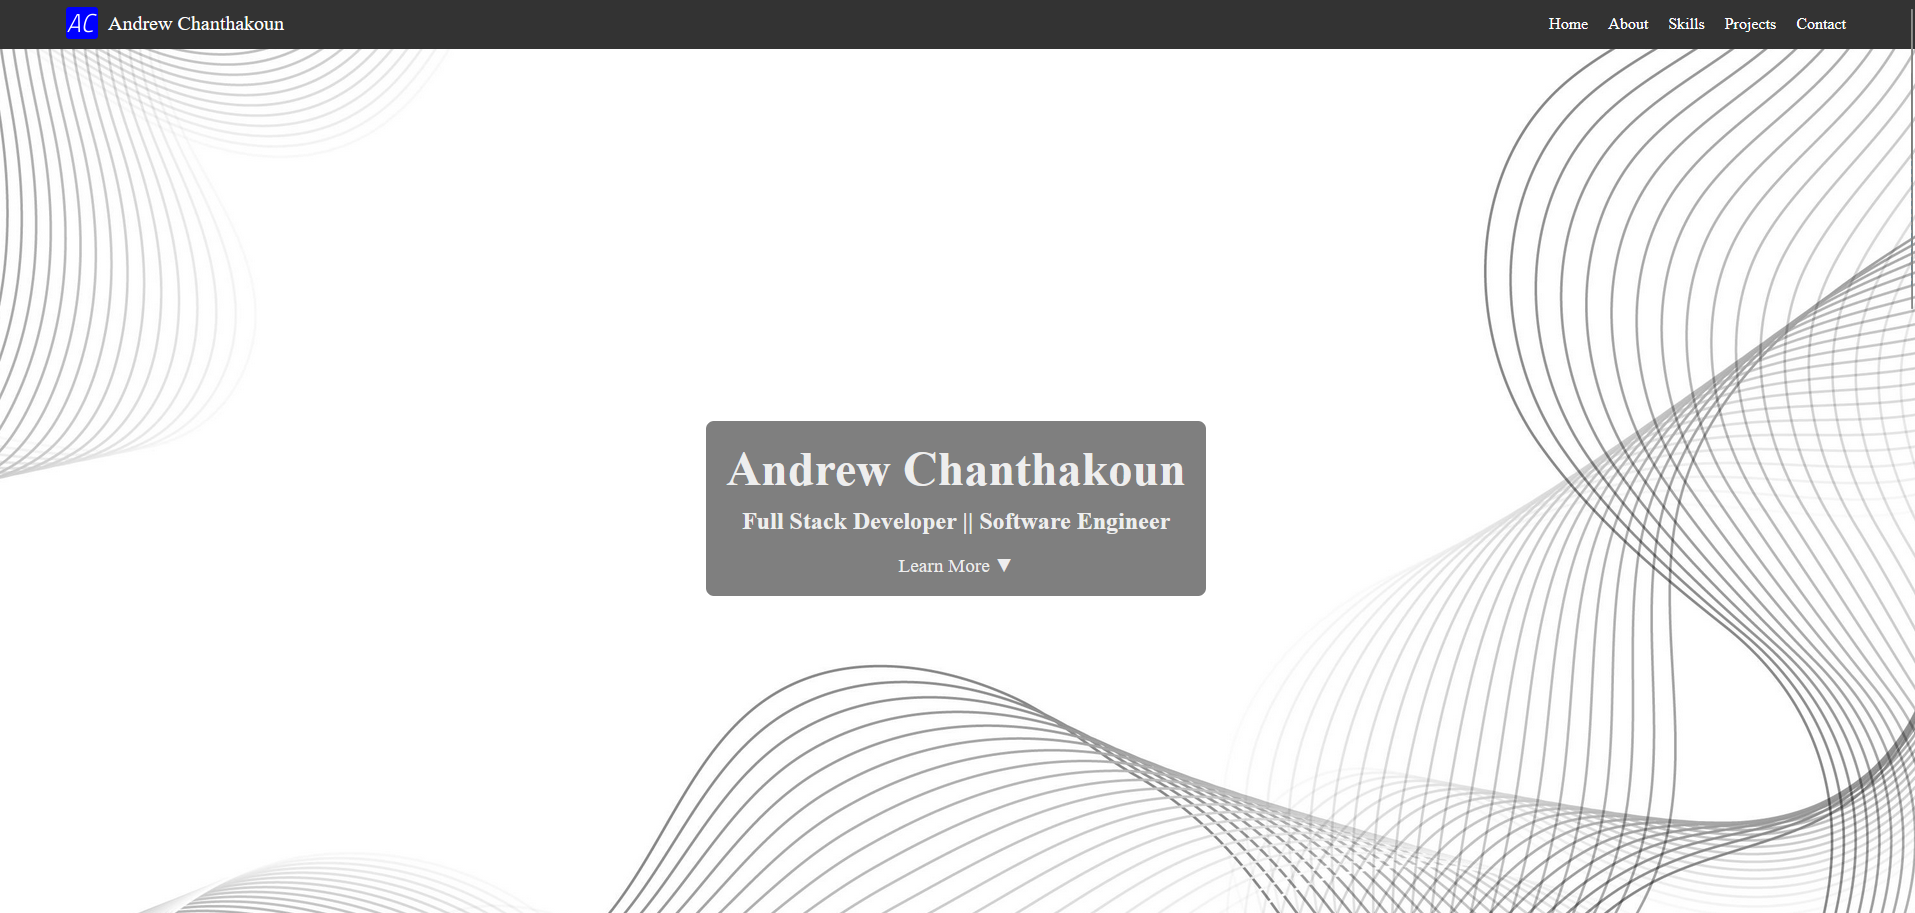 AC Andrew Chanthakoun
Home About Skills Projects Contact
Andrew Chanthakoun
Full Stack Developer || Software Engineer
Learn More ▼